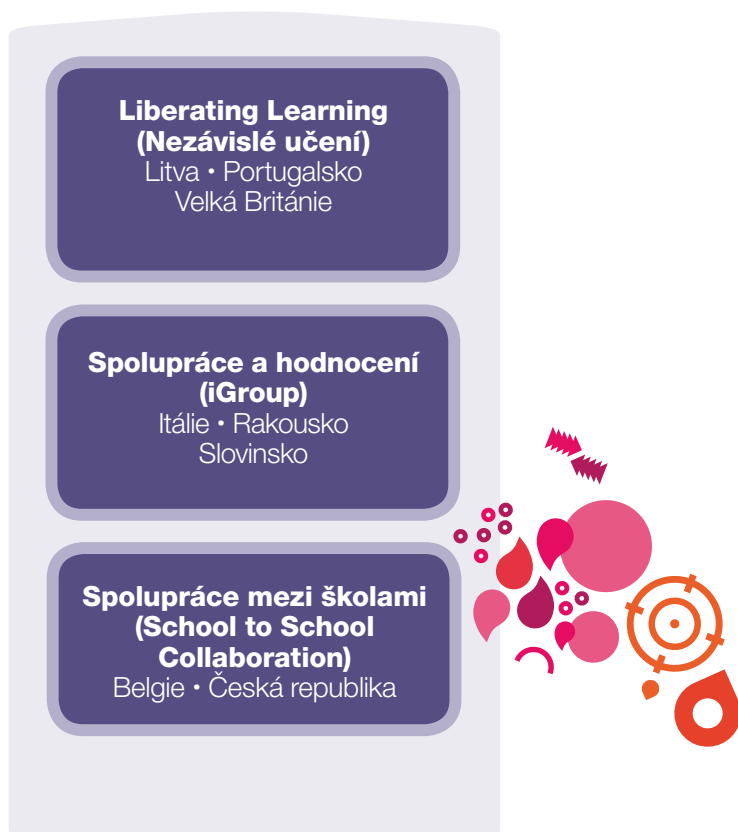 Liberating Learning
(Nezávislé učení)
Litva • Portugalsko
Velká Británie
Spolupráce a hodnocení
(iGroup)
Itálie • Rakousko
Slovinsko
Spolupráce mezi školami
(School to School
Collaboration)
Belgie • Česká republika